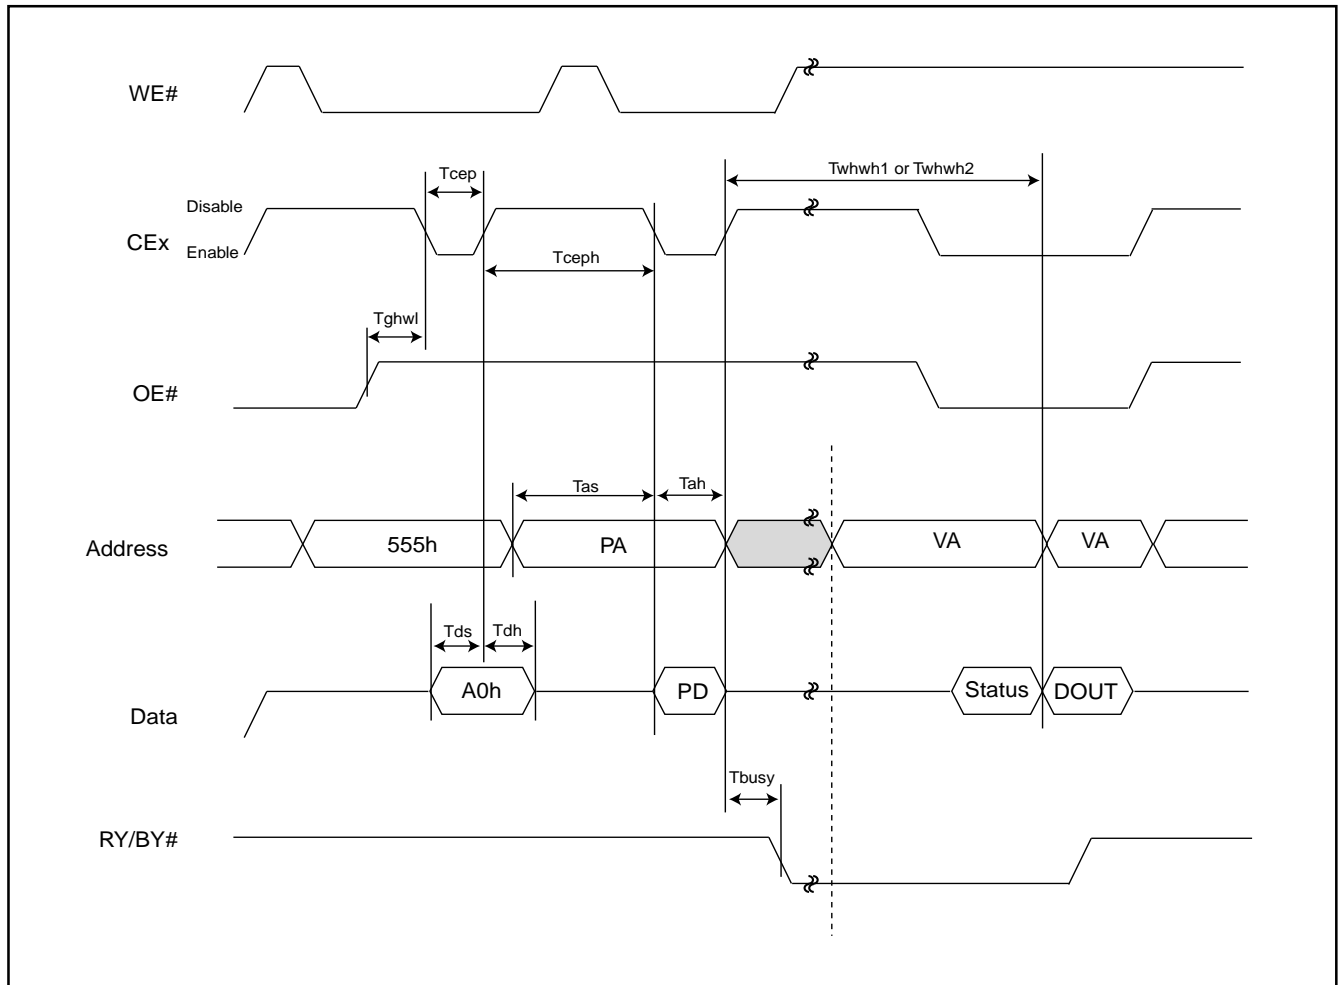 WE#
Tcep
Twhwh1 or Twhwh2
Disable
CEx
Enable
Tceph
Tghwl
OE#
Tas
Tah
Address
555h
PA
VA
VA
Tds
Tdh
Data
A0h
PD
Status
DOUT
Tbusy
RY/BY#